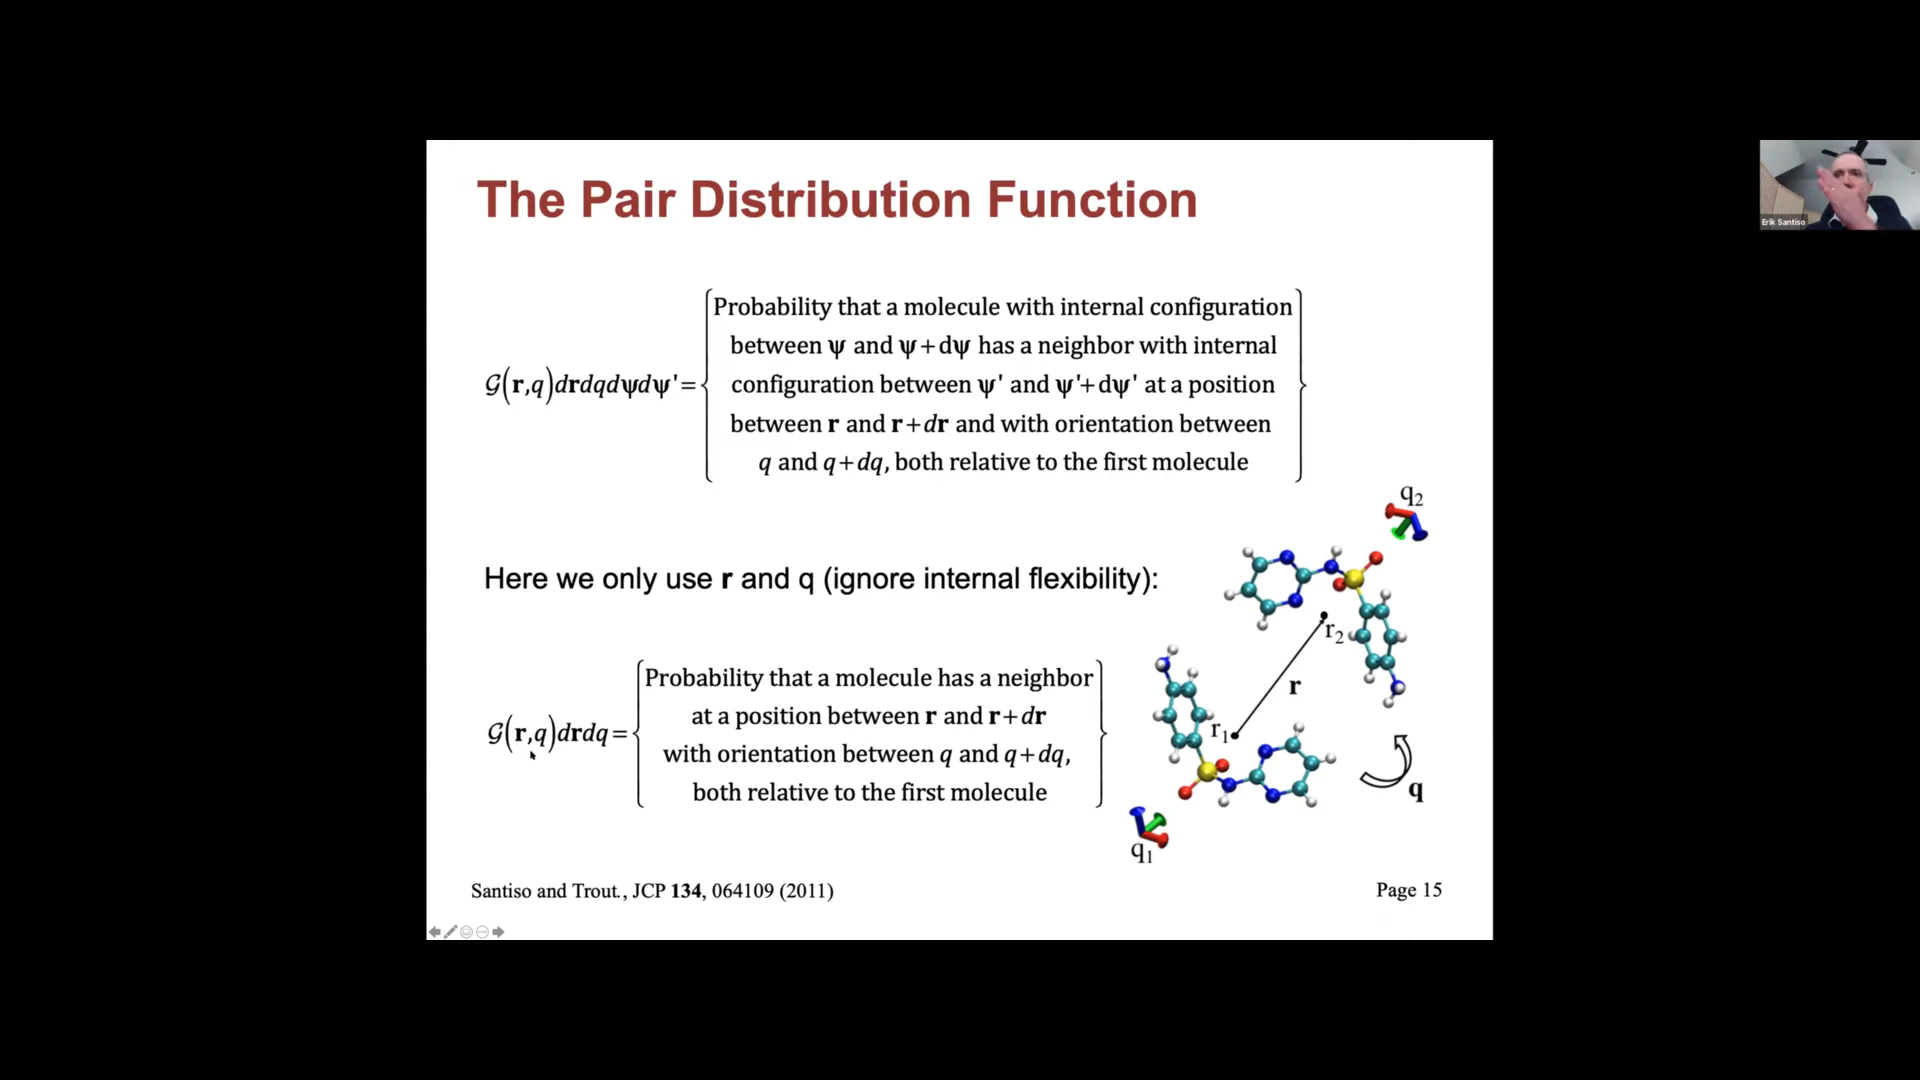 The Pair Distribution Function
Erik Santiso
Probability that a molecule with internal configuration
between ψ and ψ+dψ has a neighbor with internal
𝒢(r,q)drdqdψdψ'= configuration between ψ' and ψ'+dψ' at a position
between r and r+dr and with orientation between
q and q+dq, both relative to the first molecule
q2
Here we only use r and q (ignore internal flexibility):
r2
r
Probability that a molecule has a neighbor
at a position between r and r+dr
𝒢(r,q)drdq=
with orientation between q and q+dq,
both relative to the first molecule
r1
q
q1
Santiso and Trout., JCP 134, 064109 (2011)
Page 15